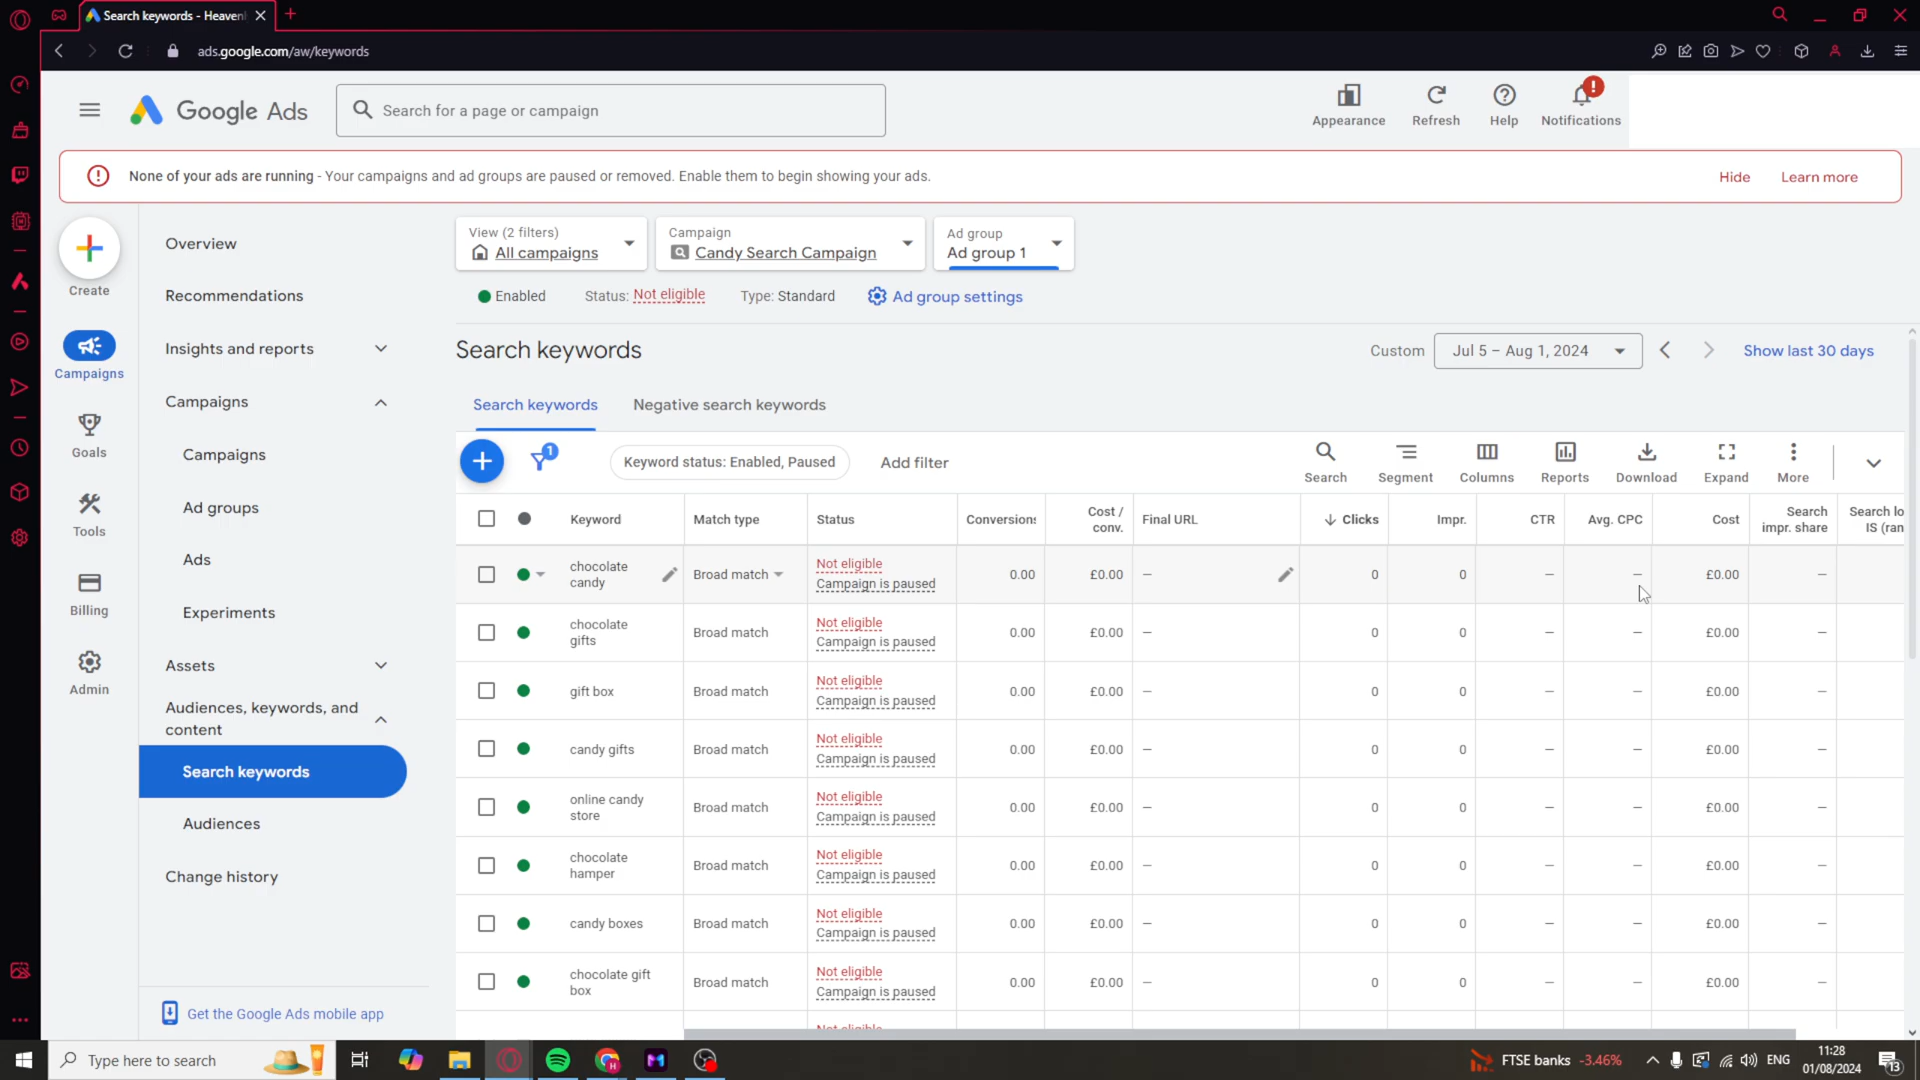 Search keywords - Heavenl
ads.google.com/aw/keywords
Google Ads
Search for a page or campaign
Appearance
Refresh
Help
Notifications
None of your ads are running - Your campaigns and ad groups are paused or removed. Enable them to begin showing your ads.
Hide
Learn more
Create
Campaigns
Goals
Tools
Billing
Admin
Overview
Recommendations
Insights and reports
Campaigns
Campaigns
Ad groups
Ads
Experiments
Assets
Audiences, keywords, and
content
Search keywords
Audiences
Change history
Get the Google Ads mobile app
View (2 filters)
All campaigns
Campaign
Candy Search Campaign
Ad group
Ad group 1
Enabled
Status: Not eligible
Type: Standard
Ad group settings
Search keywords
Custom
Jul 5 – Aug 1, 2024
Show last 30 days
Search keywords
Negative search keywords
1
Keyword status: Enabled, Paused
Add filter
Search
Segment
Columns
Reports
Download
Expand
More
Keyword
Match type
Status
Conversions
Cost /
conv.
Final URL
Clicks
Impr.
CTR
Avg. CPC
Cost
Search
impr. share
Search lo
IS (ran
chocolate
candy
Broad match
Not eligible
Campaign is paused
0.00
£0.00
–
0
0
–
–
£0.00
–
chocolate
gifts
Broad match
Not eligible
Campaign is paused
0.00
£0.00
–
0
0
–
–
£0.00
–
gift box
Broad match
Not eligible
Campaign is paused
0.00
£0.00
–
0
0
–
–
£0.00
–
candy gifts
Broad match
Not eligible
Campaign is paused
0.00
£0.00
–
0
0
–
–
£0.00
–
online candy
store
Broad match
Not eligible
Campaign is paused
0.00
£0.00
–
0
0
–
–
£0.00
–
chocolate
hamper
Broad match
Not eligible
Campaign is paused
0.00
£0.00
–
0
0
–
–
£0.00
–
candy boxes
Broad match
Not eligible
Campaign is paused
0.00
£0.00
–
0
0
–
–
£0.00
–
chocolate gift
box
Broad match
Not eligible
Campaign is paused
0.00
£0.00
–
0
0
–
–
£0.00
–
Not eligible
Type here to search
FTSE banks -3.46%
ENG
11:28
01/08/2024
13